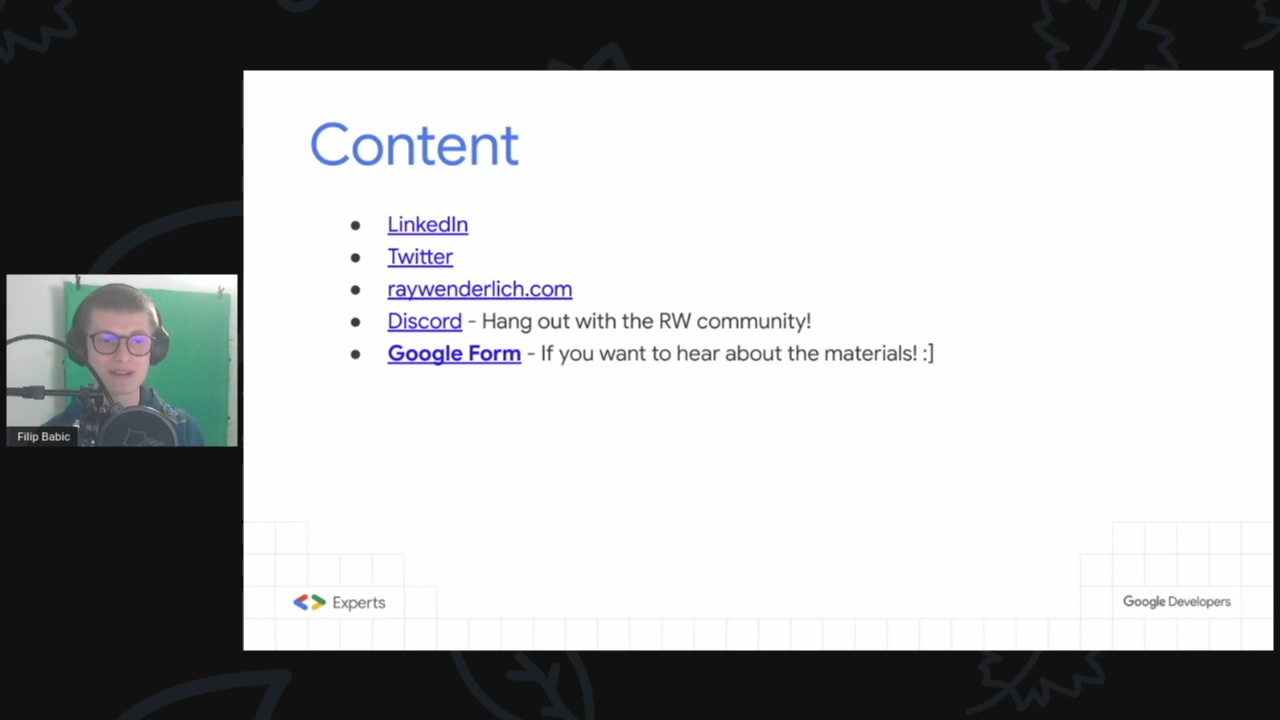 Content
LinkedIn
Twitter
raywenderlich.com
Discord - Hang out with the RW community!
Google Form - If you want to hear about the materials! :]
Filip Babic
Experts
Google Developers